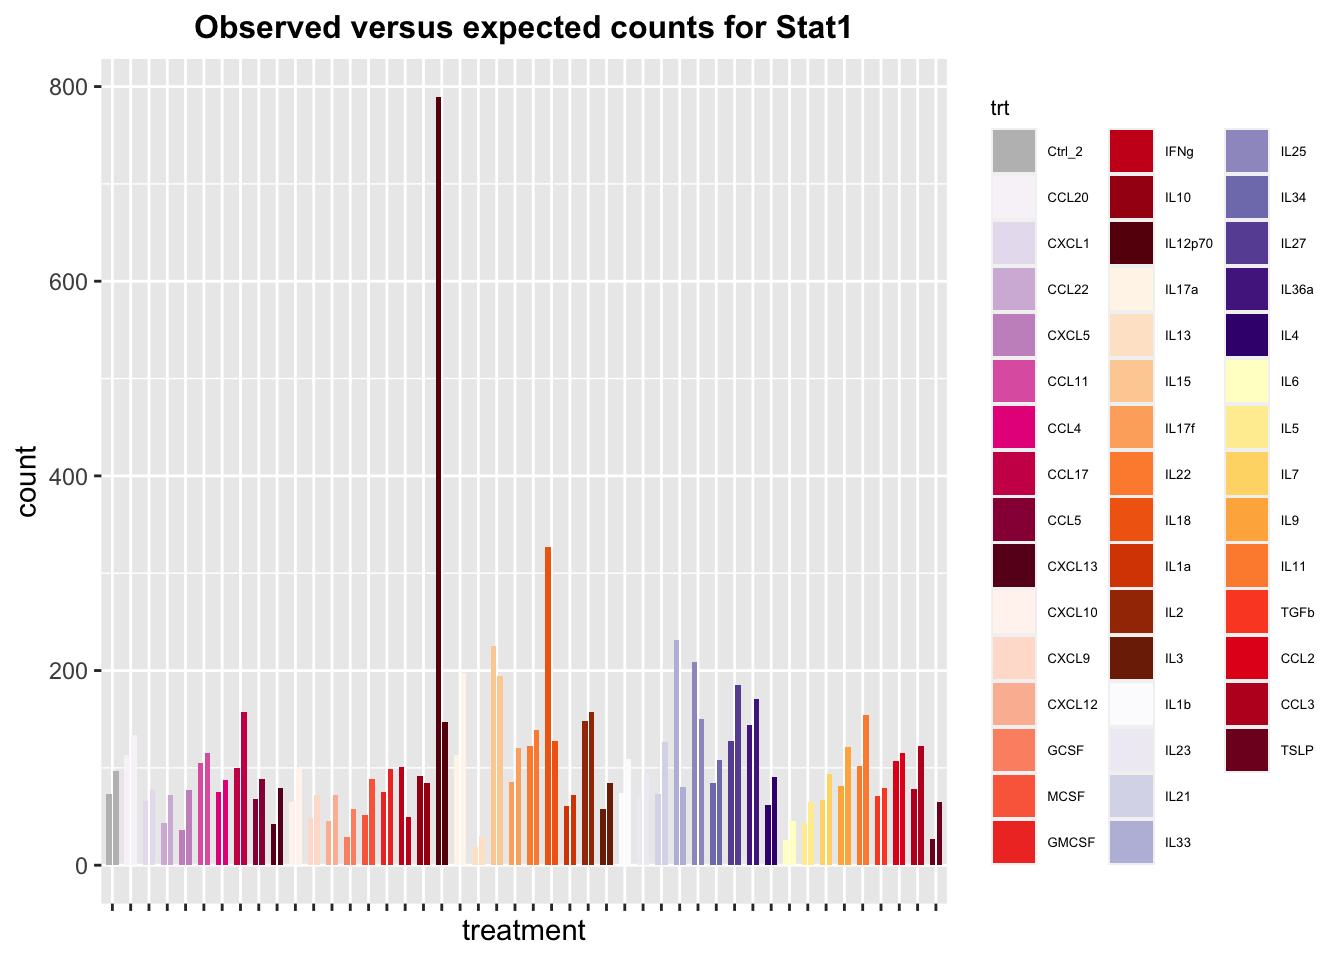 Observed versus expected counts for Stat1
800
600
400
200
0
count
treatment
trt
Ctrl_2
CCL20
CXCL1
CCL22
CXCL5
CCL11
CCL4
CCL17
CCL5
CXCL13
CXCL10
CXCL9
CXCL12
GCSF
MCSF
GMCSF
IFNg
IL10
IL12p70
IL17a
IL13
IL15
IL17f
IL22
IL18
IL1a
IL2
IL3
IL1b
IL23
IL21
IL33
IL25
IL34
IL27
IL36a
IL4
IL6
IL5
IL7
IL9
IL11
TGFb
CCL2
CCL3
TSLP